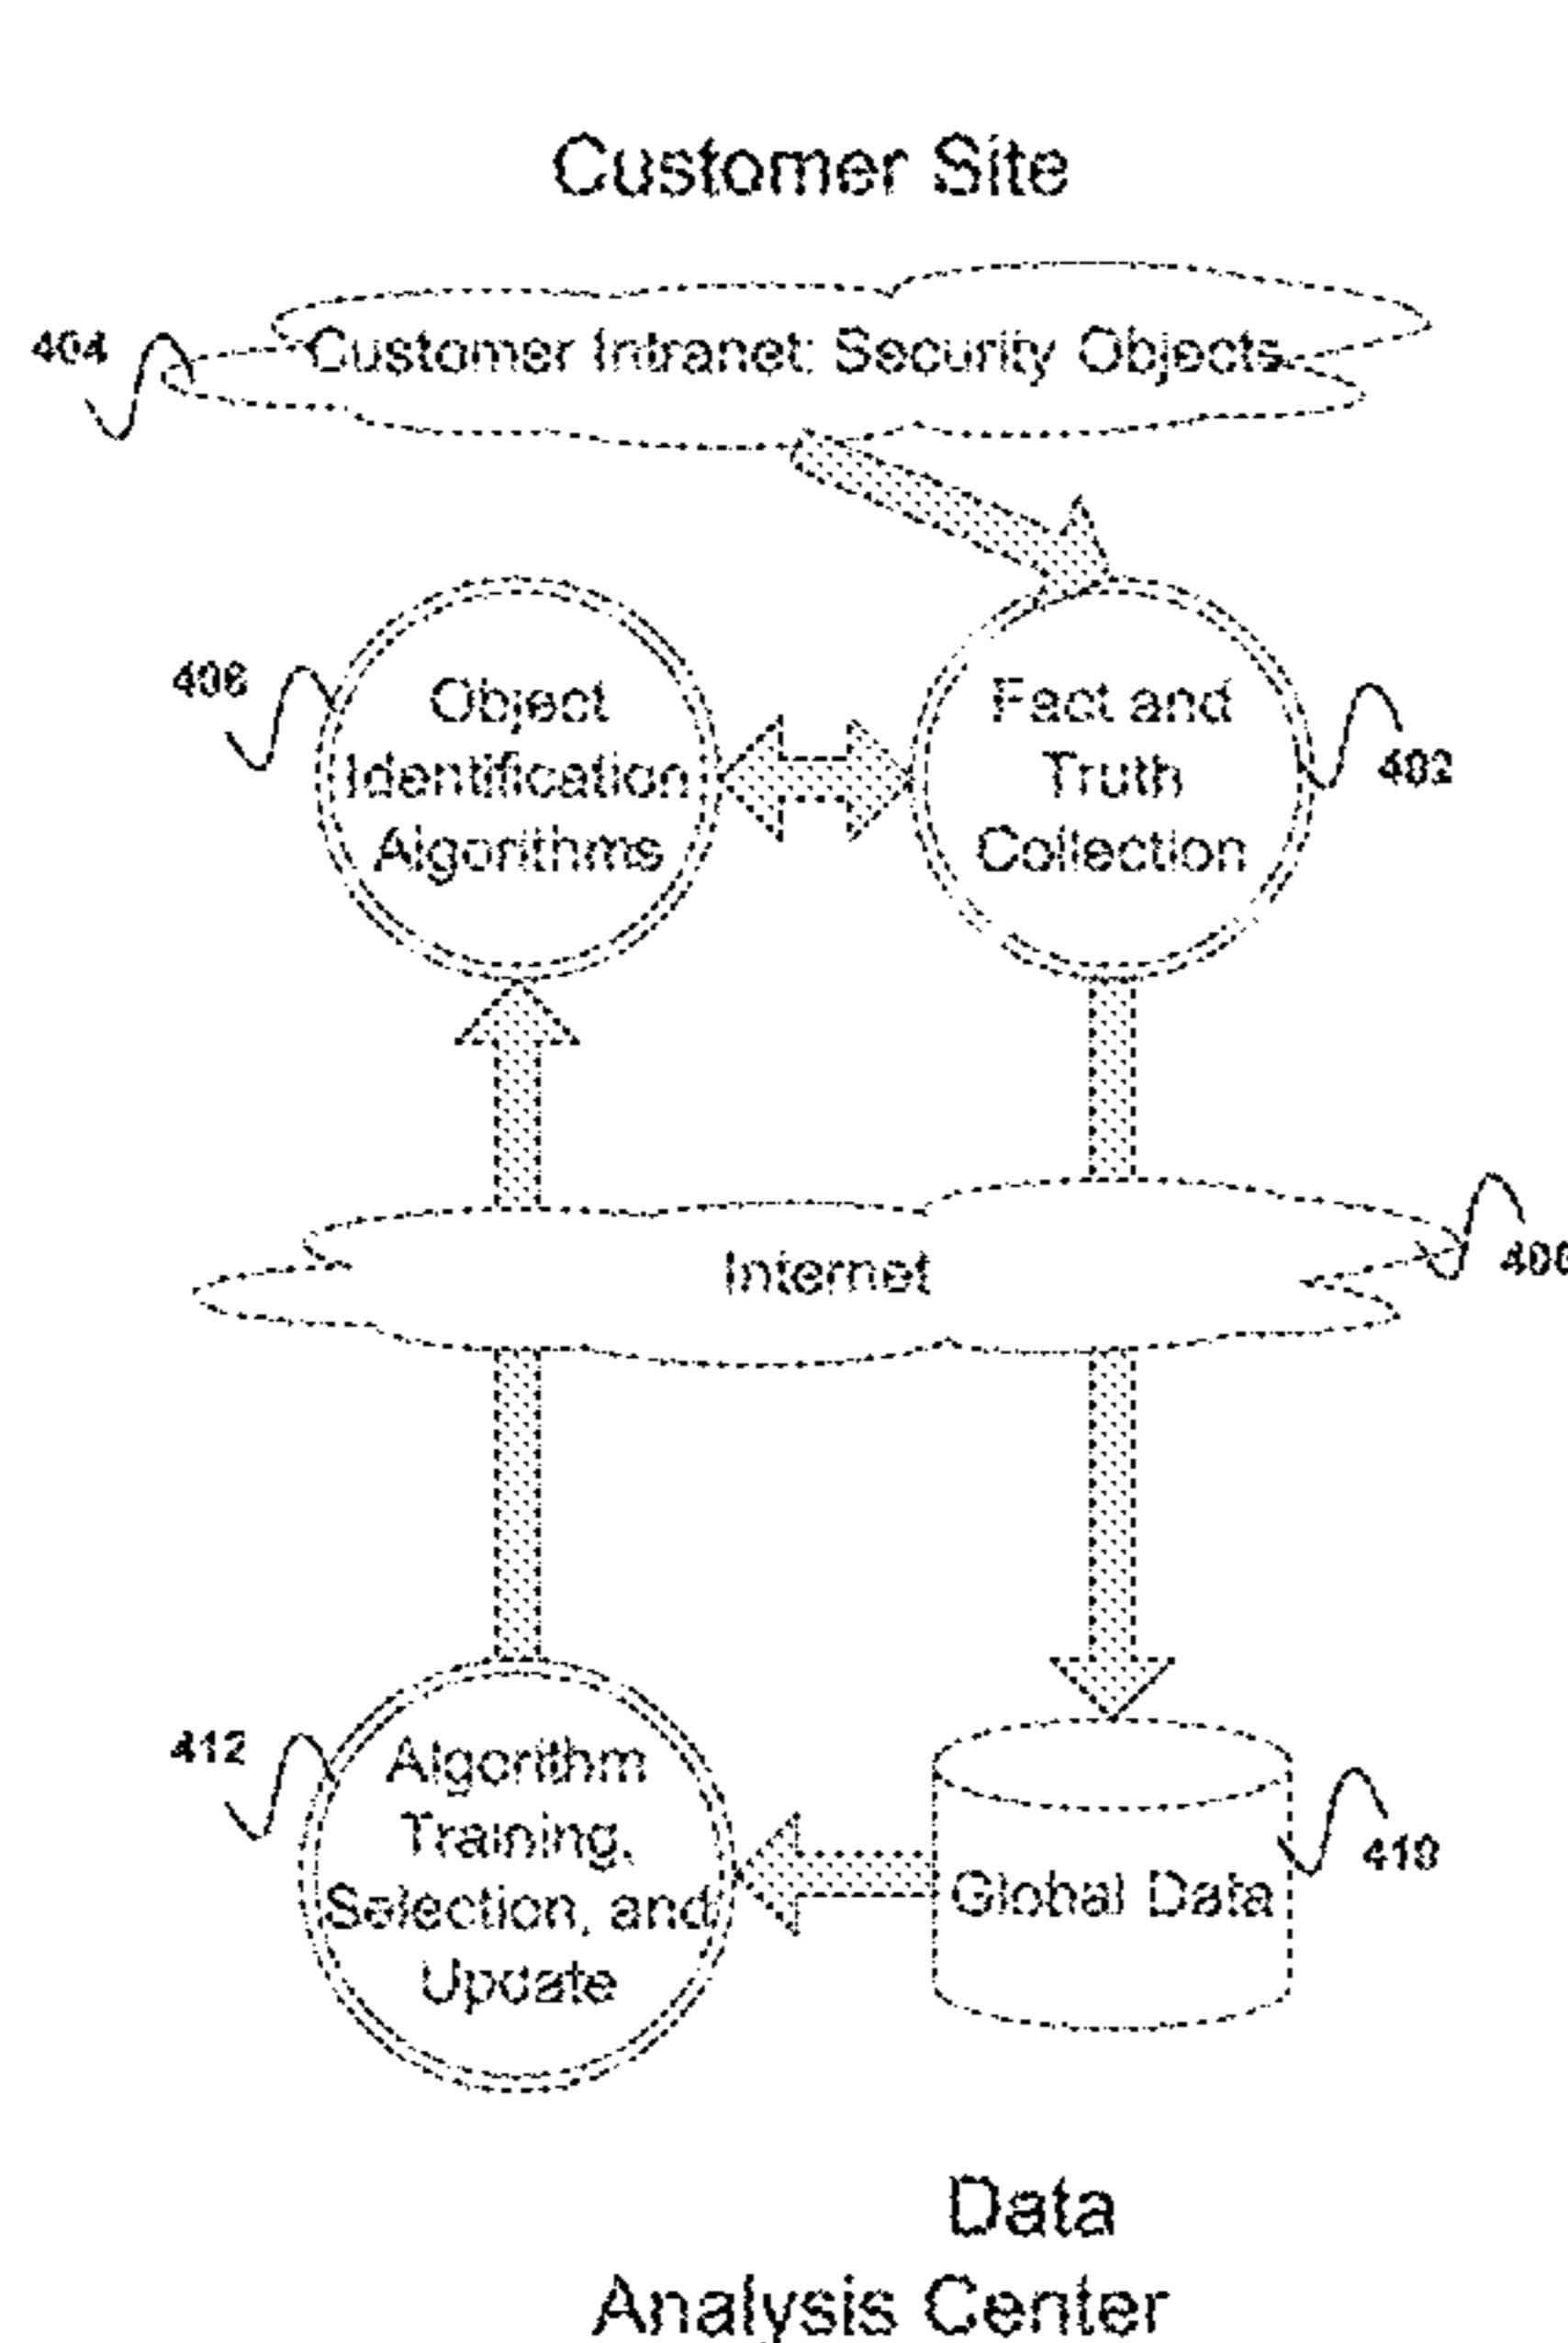 Customer Site
404
Customer Intranet: Security Objects
Object
Identification
Algorithms
Fact and
Truth
Collection
402
Internet
412
Algorithm
Training,
Selection, and
Update
Global Data
410
Data
Analysis Center